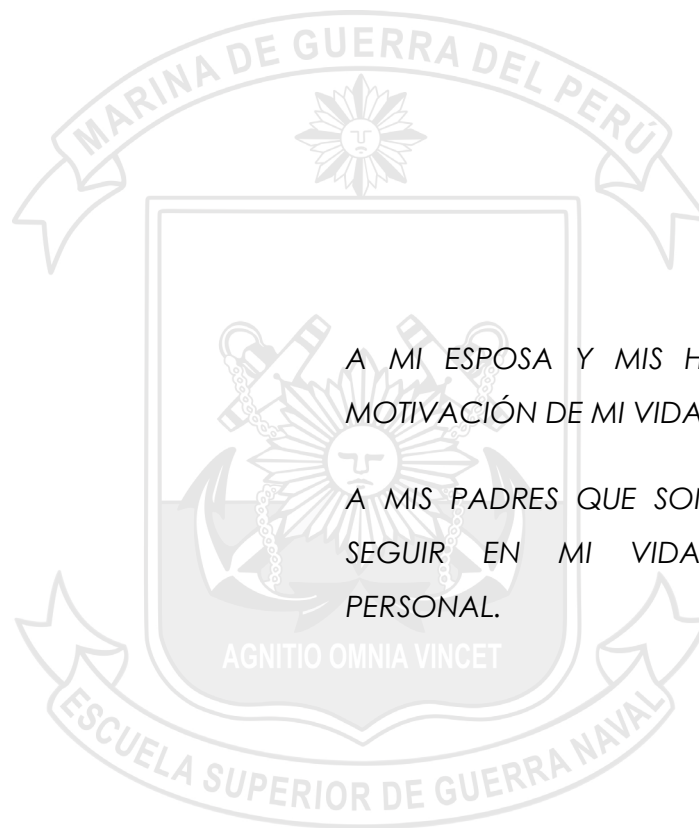 MARINA DE GUERRA DEL PERÚ
A MI ESPOSA Y MIS
MOTIVACIÓN DE MI VIDA
A MIS PADRES QUE
SEGUIR EN MI VIDA
PERSONAL.
AGNITIO OMNIA VINCET
ESCUELA SUPERIOR DE GUERRA NAVAL